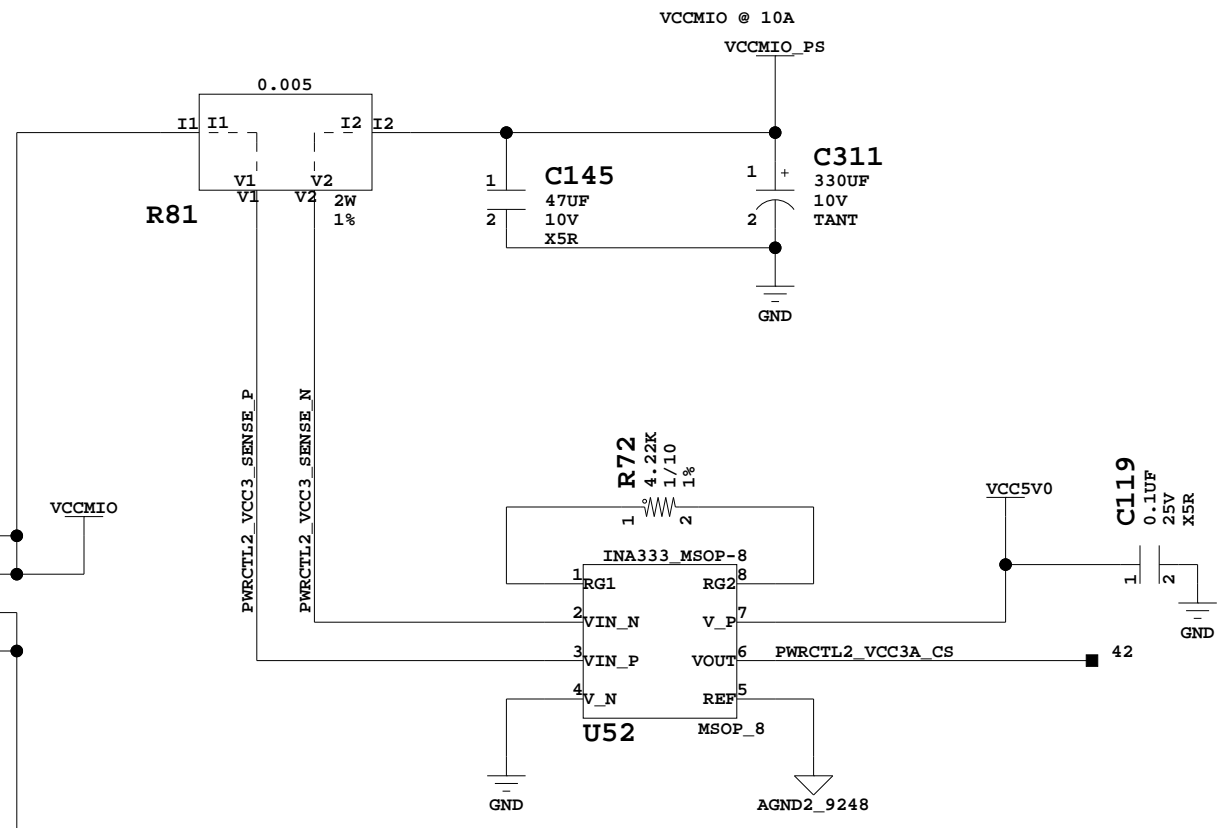 VCCMIO @ 10A
VCCMIO_PS
0.005
I1 I1
I2 I2
V1
V2
V1
V2
2W
1%
R81
1
2
C145
47UF
10V
X5R
1
+
2
C311
330UF
10V
TANT
GND
PWRCTL2_VCC3_SENSE_P
PWRCTL2_VCC3_SENSE_N
VCCMIO
R72
4.22K
1/10
1%
1
2
INA333_MSOP-8
1
RG1
RG2
8
2
VIN_N
V_P
7
3
VIN_P
VOUT
6
4
V_N
REF
5
U52
MSOP_8
VCC5V0
C119
0.1UF
25V
X5R
1
2
GND
PWRCTL2_VCC3A_CS
42
GND
AGND2_9248